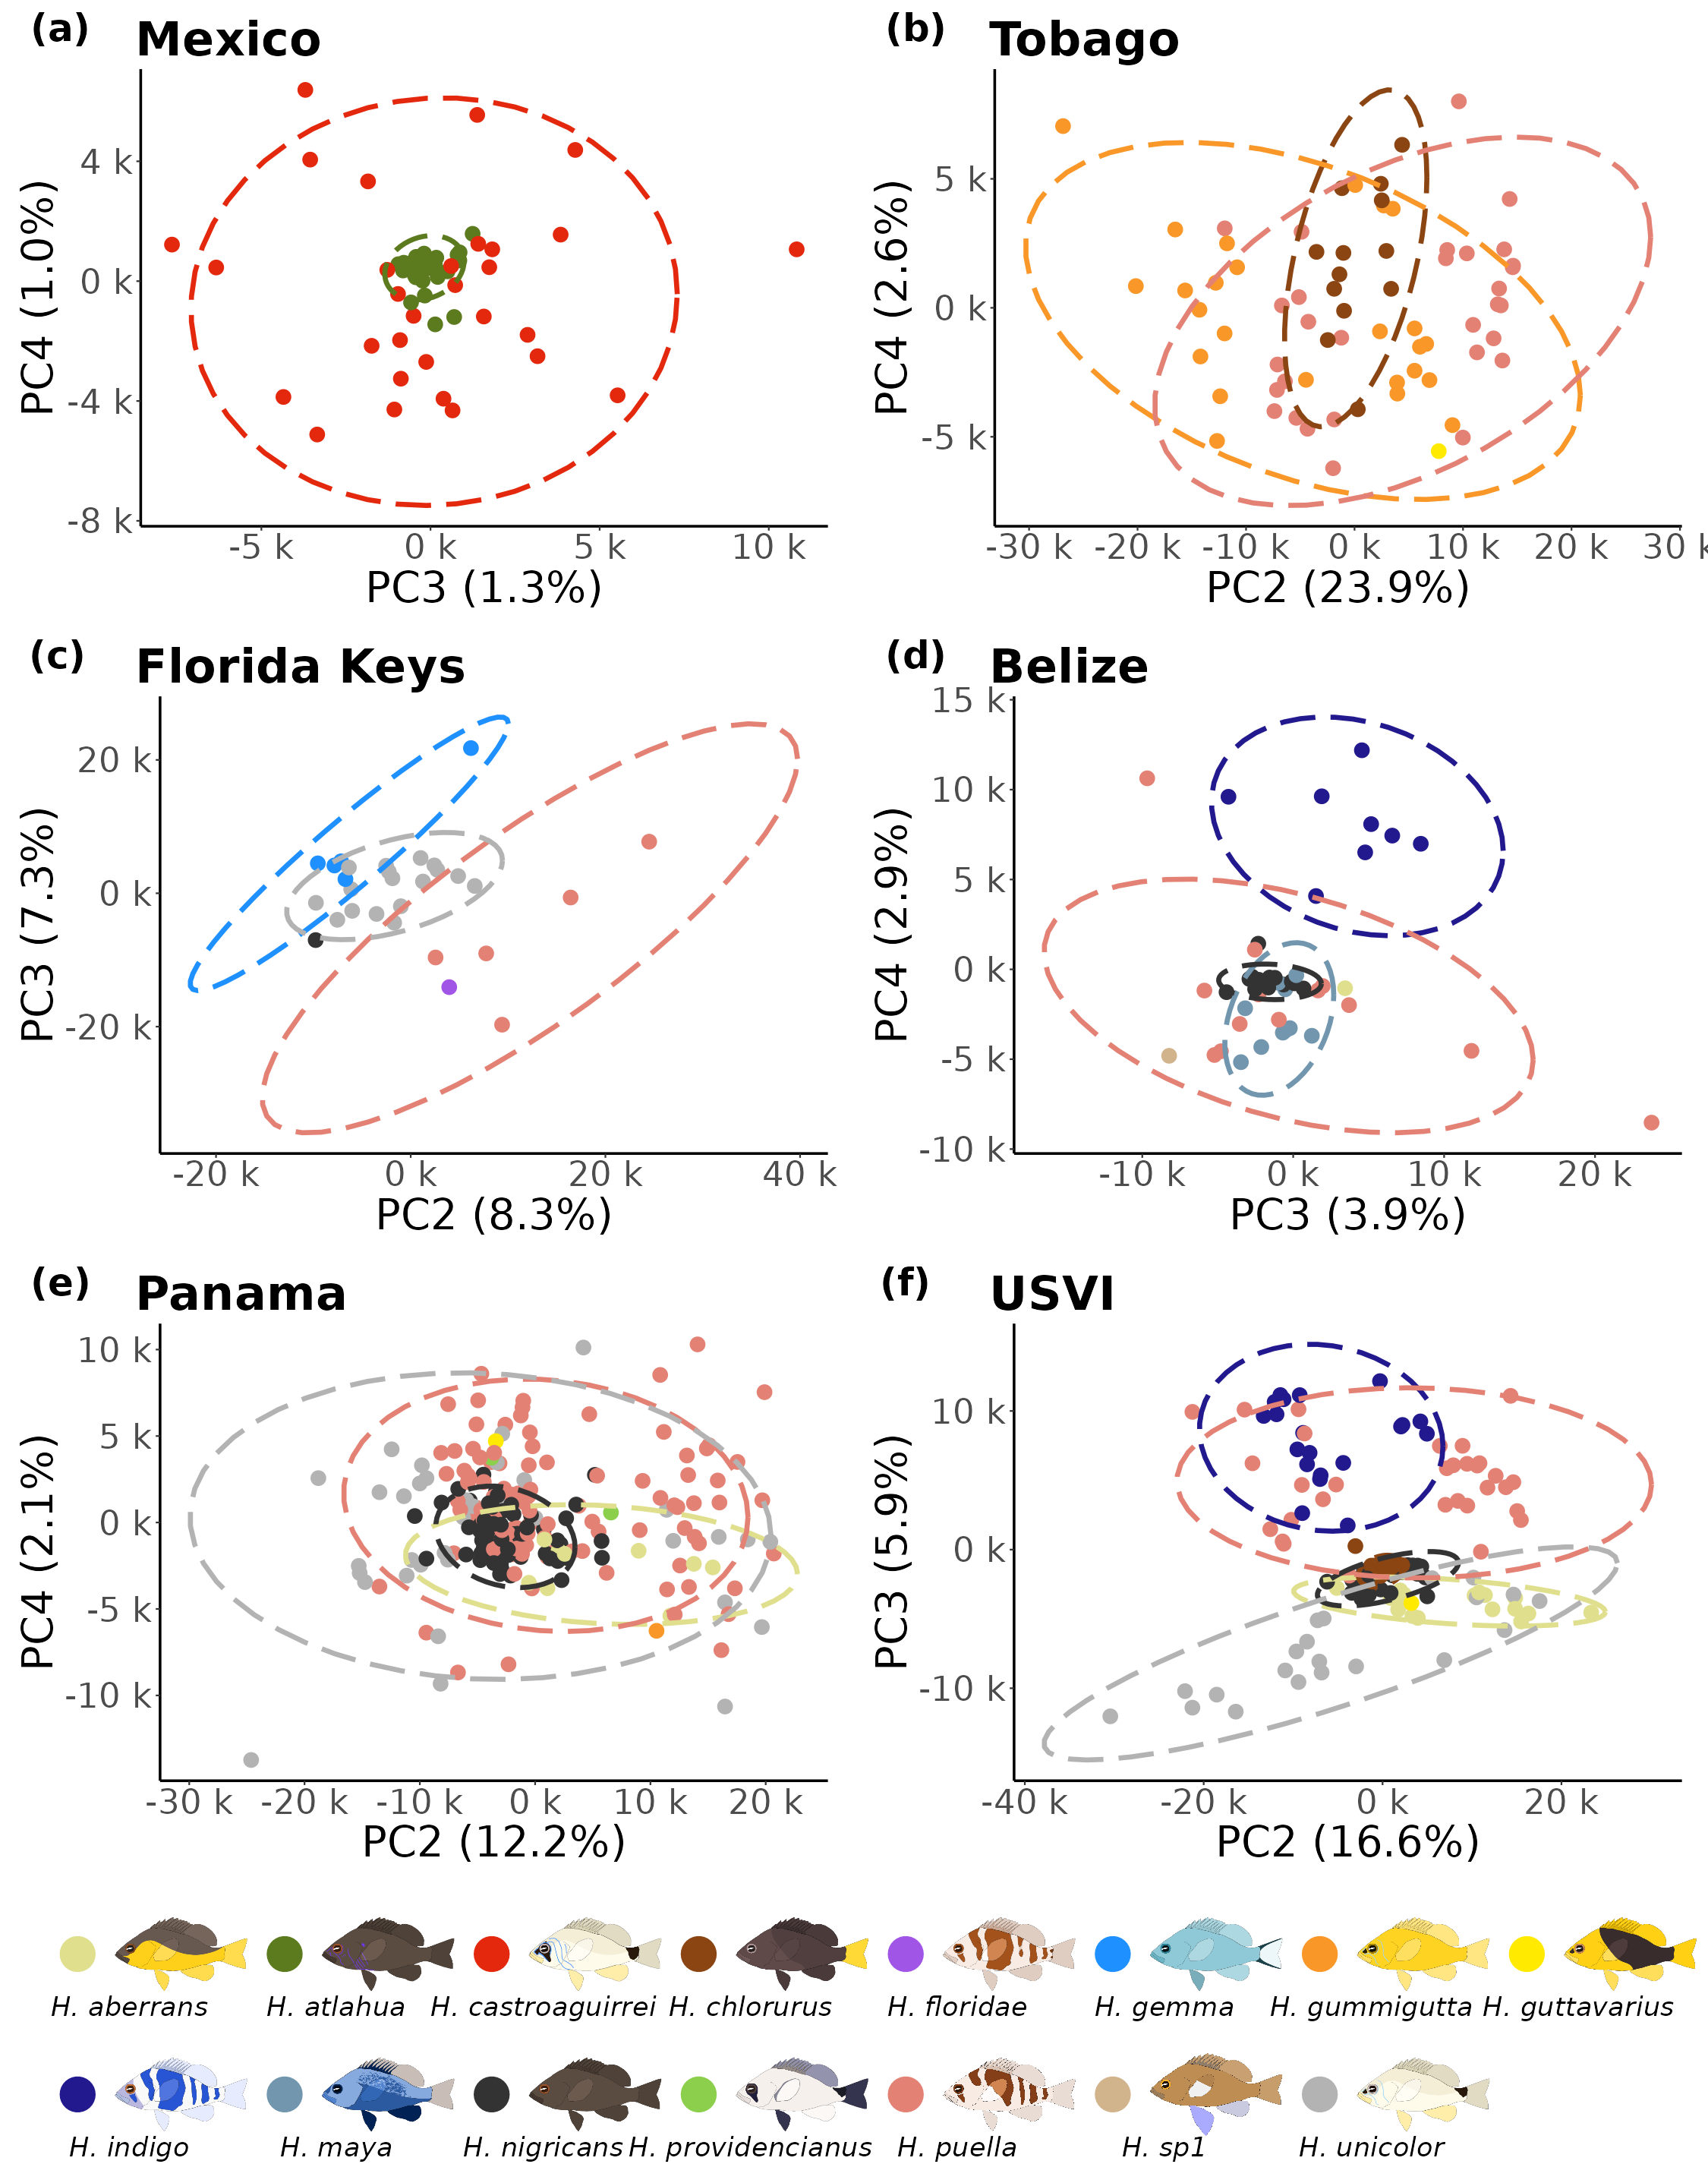 (a) Mexico
4 k
0 k
-4 k
-8 k
PC4 (1.0%)
-5 k 0 k 5 k 10 k
PC3 (1.3%)
(b) Tobago
5 k
0 k
-5 k
PC4 (2.6%)
-30 k -20 k -10 k 0 k 10 k 20 k 30 k
PC2 (23.9%)
(c) Florida Keys
20 k
0 k
-20 k
PC3 (7.3%)
-20 k 0 k 20 k 40 k
PC2 (8.3%)
(d) Belize
15 k
10 k
5 k
0 k
-5 k
-10 k
PC4 (2.9%)
-10 k 0 k 10 k 20 k
PC3 (3.9%)
(e) Panama
10 k
5 k
0 k
-5 k
-10 k
PC4 (2.1%)
-30 k -20 k -10 k 0 k 10 k 20 k
PC2 (12.2%)
(f) USVI
10 k
0 k
-10 k
PC3 (5.9%)
-40 k -20 k 0 k 20 k
PC2 (16.6%)
H. aberrans H. atlahua H. castroaguirrei H. chlorurus H. floridae H. gemma H. gummigutta H. guttavarius
H. indigo H. maya H. nigricans H. providencianus H. puella H. sp1 H. unicolor